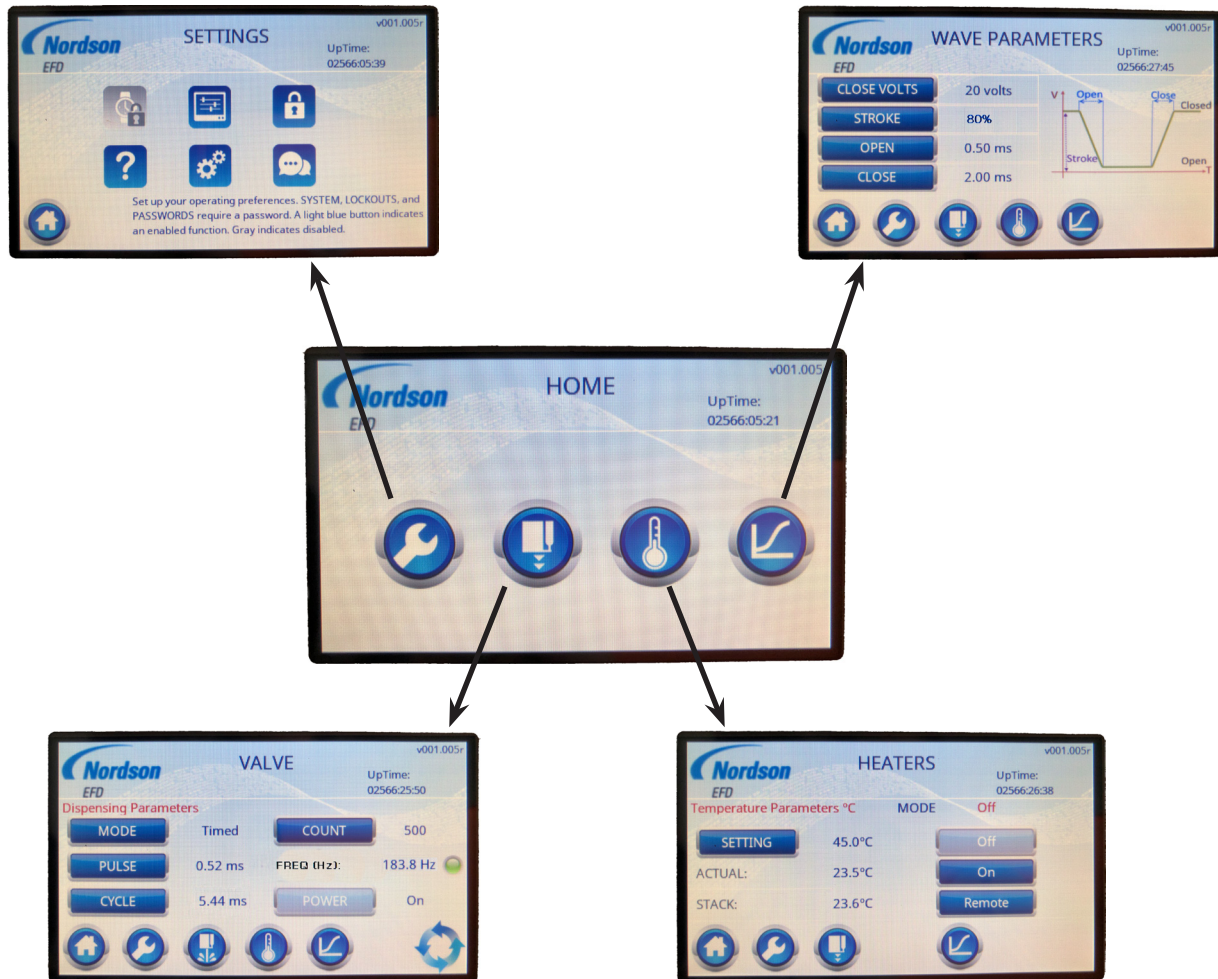 v001.005r
Nordson
EFD
SETTINGS
UpTime:
02566:05:39
?
Set up your operating preferences. SYSTEM, LOCKOUTS, and
PASSWORDS require a password. A light blue button indicates
an enabled function. Gray indicates disabled.
v001.005r
Nordson
EFD
WAVE PARAMETERS
UpTime:
02566:27:45
CLOSE VOLTS 20 volts
STROKE 80%
OPEN 0.50 ms
CLOSE 2.00 ms
V Open Close
Closed
Stroke
Open
T
v001.005r
Nordson
EFD
HOME
UpTime:
02566:05:21
v001.005r
Nordson
EFD
VALVE
UpTime:
02566:25:50
Dispensing Parameters
MODE Timed COUNT 500
PULSE 0.52 ms FREQ (Hz): 183.8 Hz
CYCLE 5.44 ms POWER On
v001.005r
Nordson
EFD
HEATERS
UpTime:
02566:26:38
Temperature Parameters °C MODE Off
SETTING 45.0°C Off
ACTUAL: 23.5°C On
STACK: 23.6°C Remote